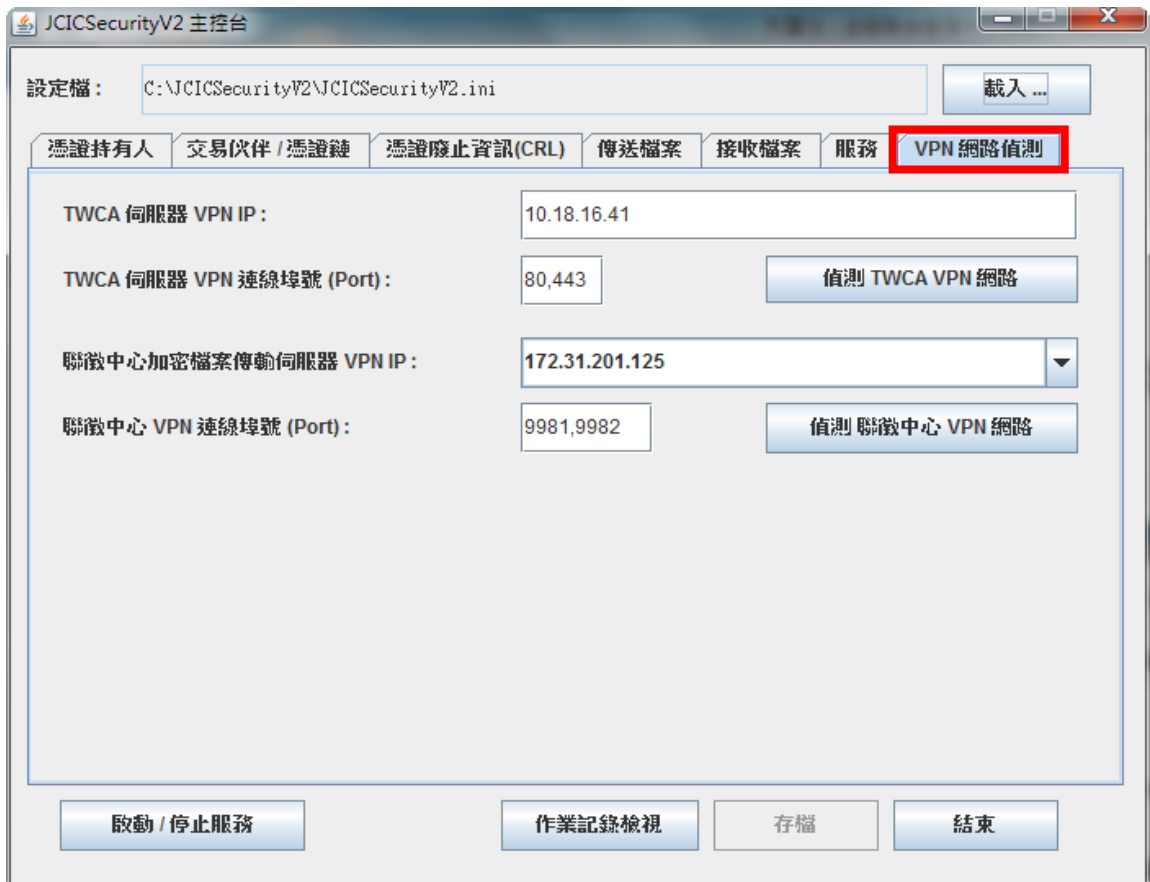 JCICSecurityV2 主控台
設定檔： C:\JCICSecurityV2\JCICSecurityV2.ini 載入 ...
憑證持有人 交易伙伴 / 憑證鏈 憑證廢止資訊(CRL) 傳送檔案 接收檔案 服務 VPN 網路偵測
TWCA 伺服器 VPN IP : 10.18.16.41
TWCA 伺服器 VPN 連線埠號 (Port) : 80,443 偵測 TWCA VPN 網路
聯徵中心加密檔案傳輸伺服器 VPN IP : 172.31.201.125
聯徵中心 VPN 連線埠號 (Port) : 9981,9982 偵測 聯徵中心 VPN 網路
啟動 / 停止服務 作業記錄檢視 存檔 結束